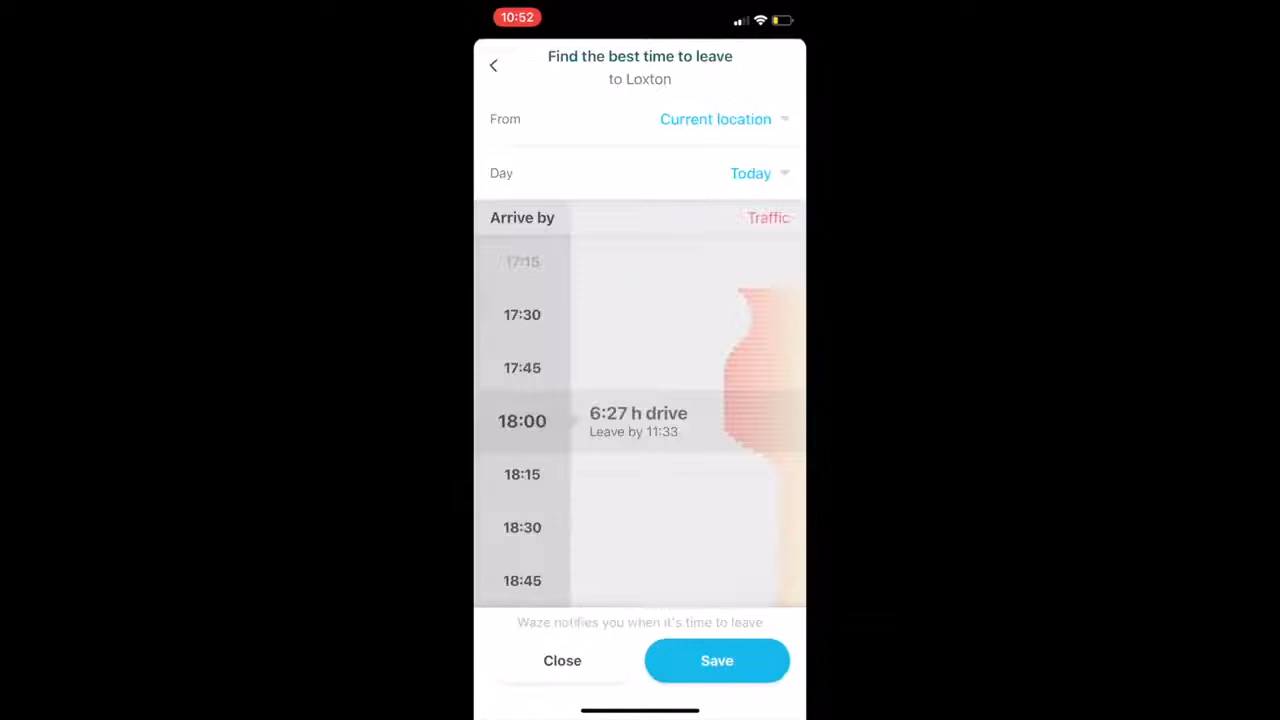 10:52
Find the best time to leave
to Loxton
From Current location
Day Today
Arrive by Traffic
17:15
17:30
17:45
18:00 6:27 h drive
Leave by 11:33
18:15
18:30
18:45
Waze notifies you when it's time to leave
Close Save